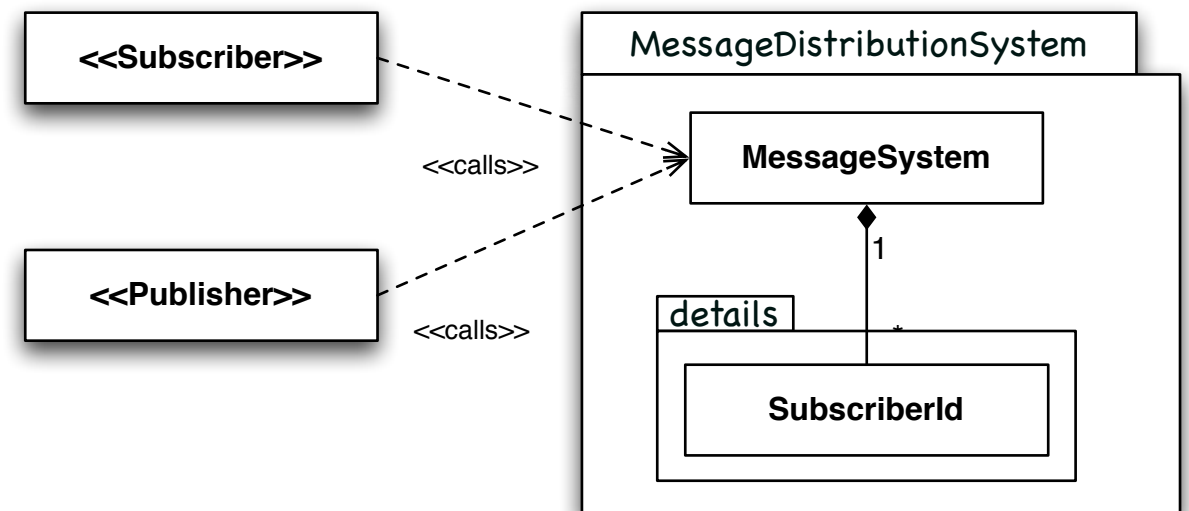 <<Subscriber>>
MessageDistributionSystem
MessageSystem
<<calls>>
1
<<Publisher>>
<<calls>>
details
*
SubscriberId